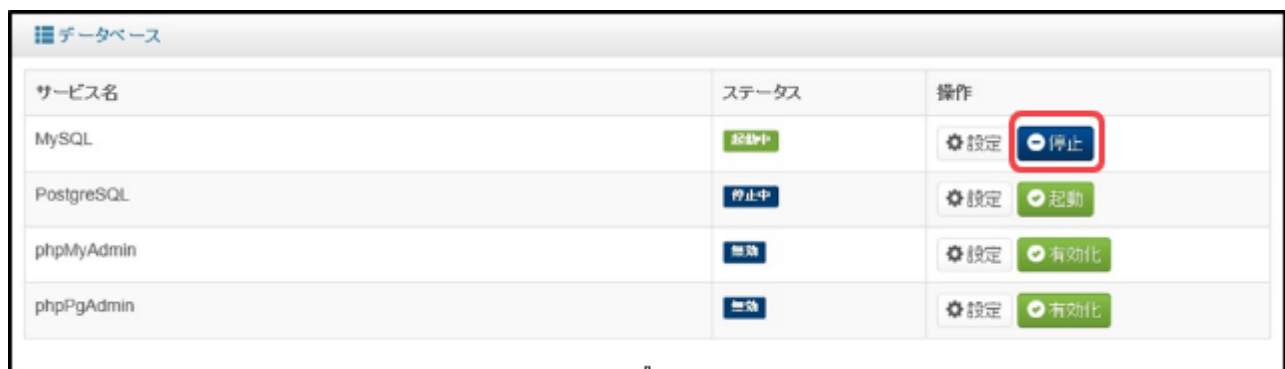 データベース
サービス名 ステータス 操作
MySQL 起動中 設定 停止
PostgreSQL 停止中 設定 起動
phpMyAdmin 無効 設定 有効化
phpPgAdmin 無効 設定 有効化